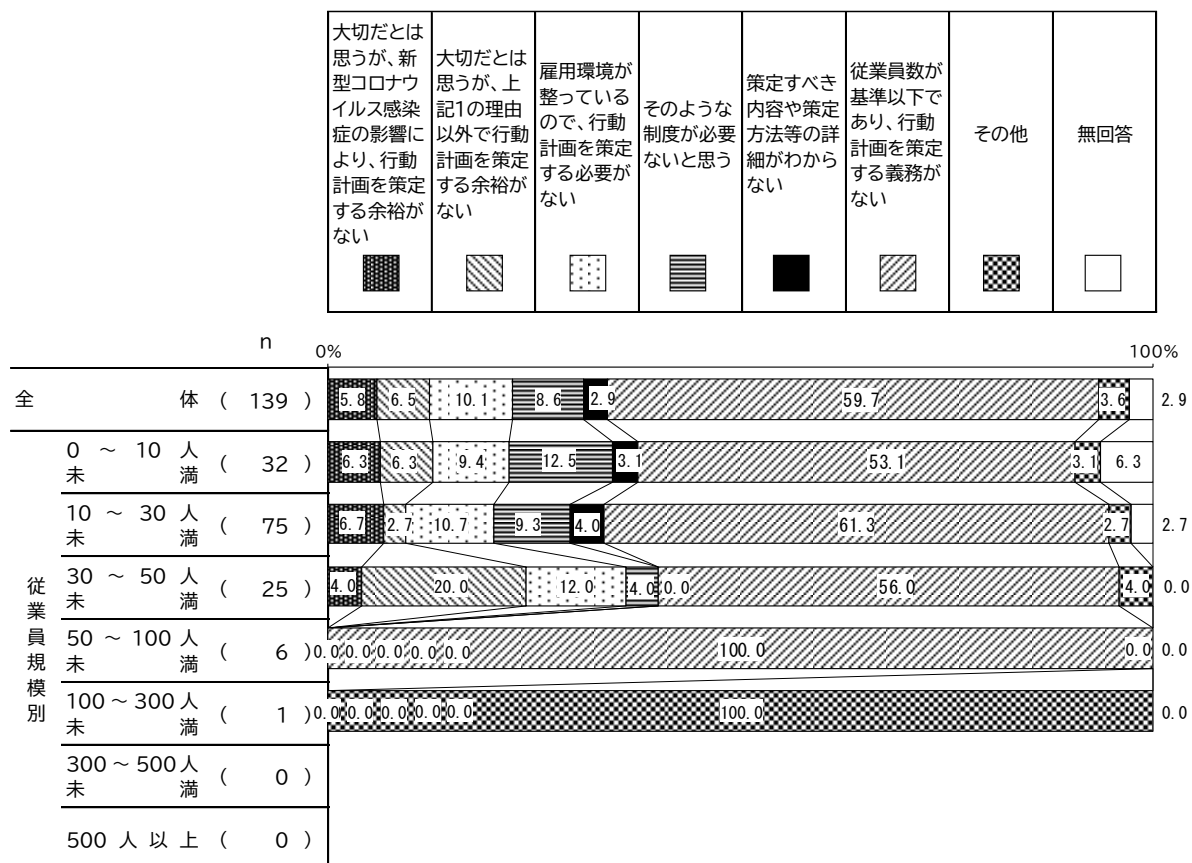 大切だとは
思うが、新
型コロナウ
イルス感染
症の影響に
より、行動
計画を策定
する余裕が
ない
大切だとは
思うが、上
記1の理由
以外で行動
計画を策定
する余裕が
ない
雇用環境が
整っている
ので、行動
計画を策定
する必要が
ない
そのような
制度が必要
ないと思う
策定すべき
内容や策定
方法等の詳
細がわから
ない
従業員数が
基準以下で
あり、行動
計画を策定
する義務が
ない
その他
無回答
n
0% 100%
全体 ( 139 ) 5.8 6.5 10.1 8.6 2.9 59.7 3.6 2.9
従業員規模別
0 ~ 10 人
未満 ( 32 ) 6.3 6.3 9.4 12.5 3.1 53.1 3.1 6.3
10 ~ 30 人
未満 ( 75 ) 6.7 2.7 10.7 9.3 4.0 61.3 2.7 2.7
30 ~ 50 人
未満 ( 25 ) 4.0 20.0 12.0 4.0 0.0 56.0 4.0 0.0
50 ~ 100 人
未満 ( 6 ) 0.0 0.0 0.0 0.0 0.0 100.0 0.0 0.0
100 ~ 300 人
未満 ( 1 ) 0.0 0.0 0.0 0.0 0.0 100.0 0.0
300 ~ 500 人
未満 ( 0 )
500 人以上 ( 0 )